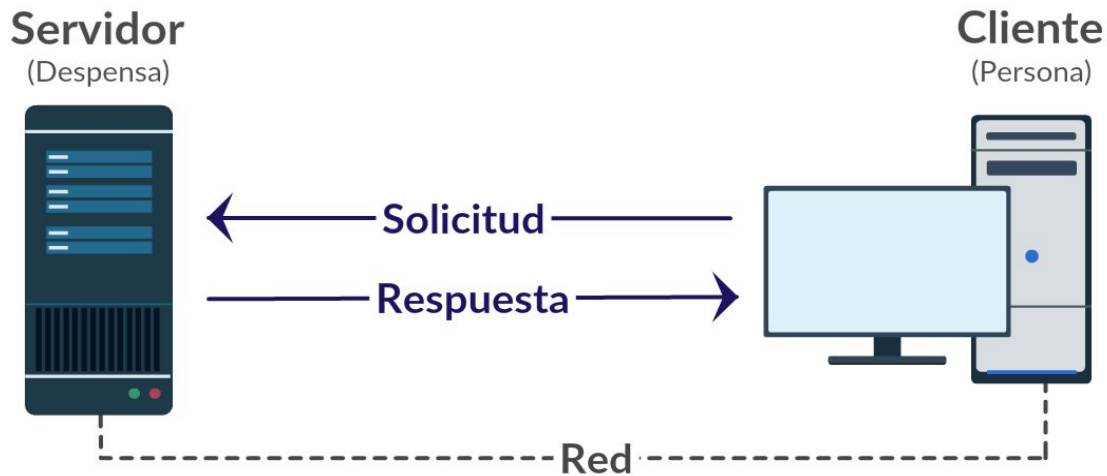 Servidor
(Despensa)
Cliente
(Persona)
Solicitud
Respuesta
Red